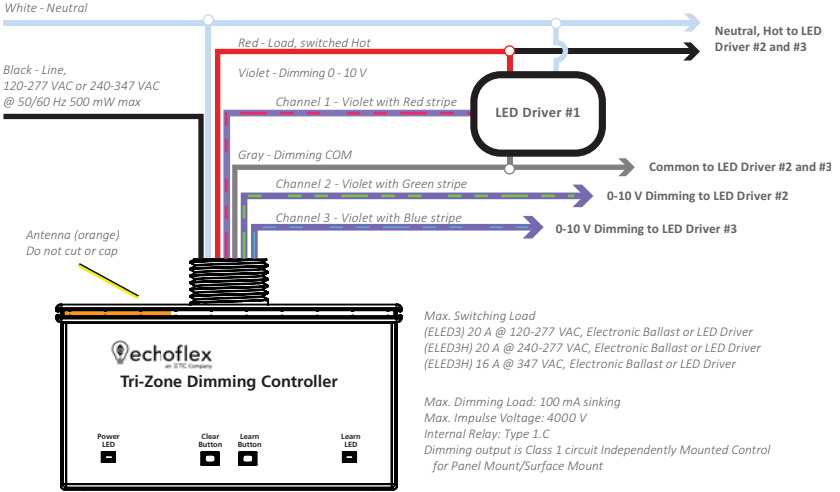 White - Neutral
Red - Load, switched Hot
Neutral, Hot to LED
Driver #2 and #3
Black - Line,
120-277 VAC or 240-347 VAC
@ 50/60 Hz 500 mW max
Violet - Dimming 0 - 10 V
Channel 1 - Violet with Red stripe
LED Driver #1
Gray - Dimming COM
Common to LED Driver #2 and #3
Channel 2 - Violet with Green stripe
0-10 V Dimming to LED Driver #2
Channel 3 - Violet with Blue stripe
0-10 V Dimming to LED Driver #3
Antenna (orange)
Do not cut or cap
echoflex
an ETC Company
Tri-Zone Dimming Controller
Power
LED
Clear
Button
Learn
Button
Learn
LED
Max. Switching Load
(ELED3) 20 A @ 120-277 VAC, Electronic Ballast or LED Driver
(ELED3H) 20 A @ 240-277 VAC, Electronic Ballast or LED Driver
(ELED3H) 16 A @ 347 VAC, Electronic Ballast or LED Driver
Max. Dimming Load: 100 mA sinking
Max. Impulse Voltage: 4000 V
Internal Relay: Type 1.C
Dimming output is Class 1 circuit Independently Mounted Control
for Panel Mount/Surface Mount